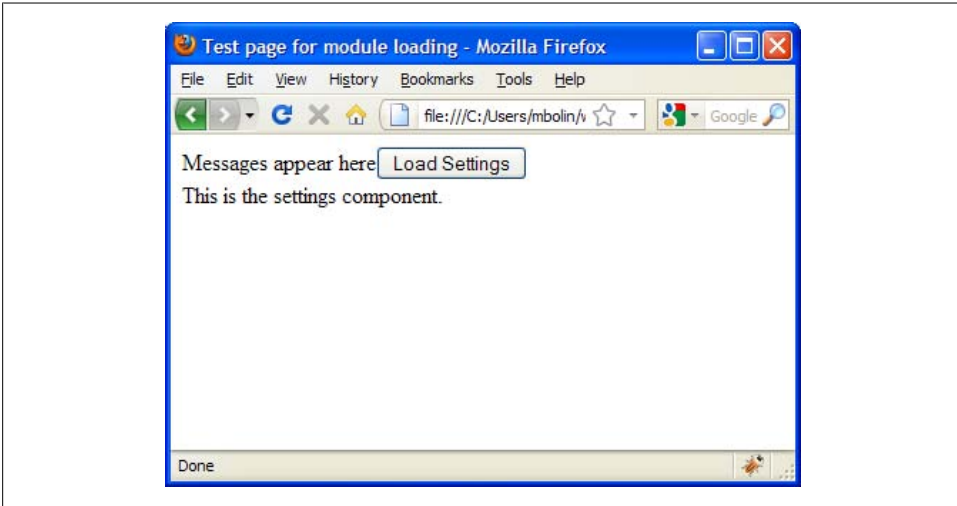 Test page for module loading - Mozilla Firefox
File Edit View History Bookmarks Tools Help
file:///C:/Users/mbolin/ Google
Messages appear here Load Settings
This is the settings component.
Done